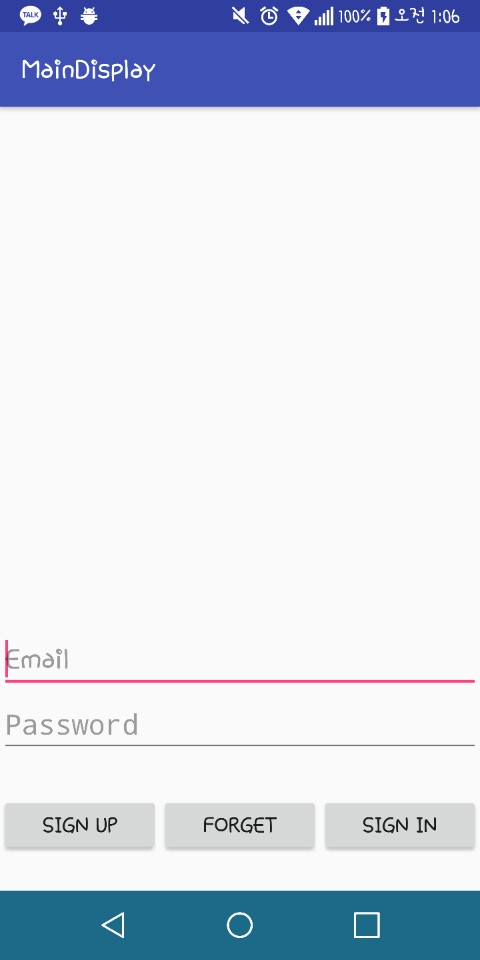 TALK 100% 오전 1:06
MainDisplay
Email
Password
SIGN UP FORGET SIGN IN